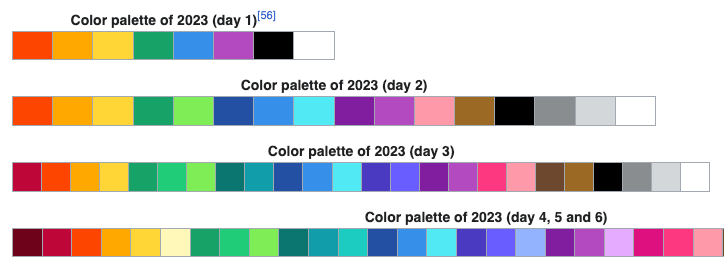 Color palette of 2023 (day 1)[56]
Color palette of 2023 (day 2)
Color palette of 2023 (day 3)
Color palette of 2023 (day 4, 5 and 6)